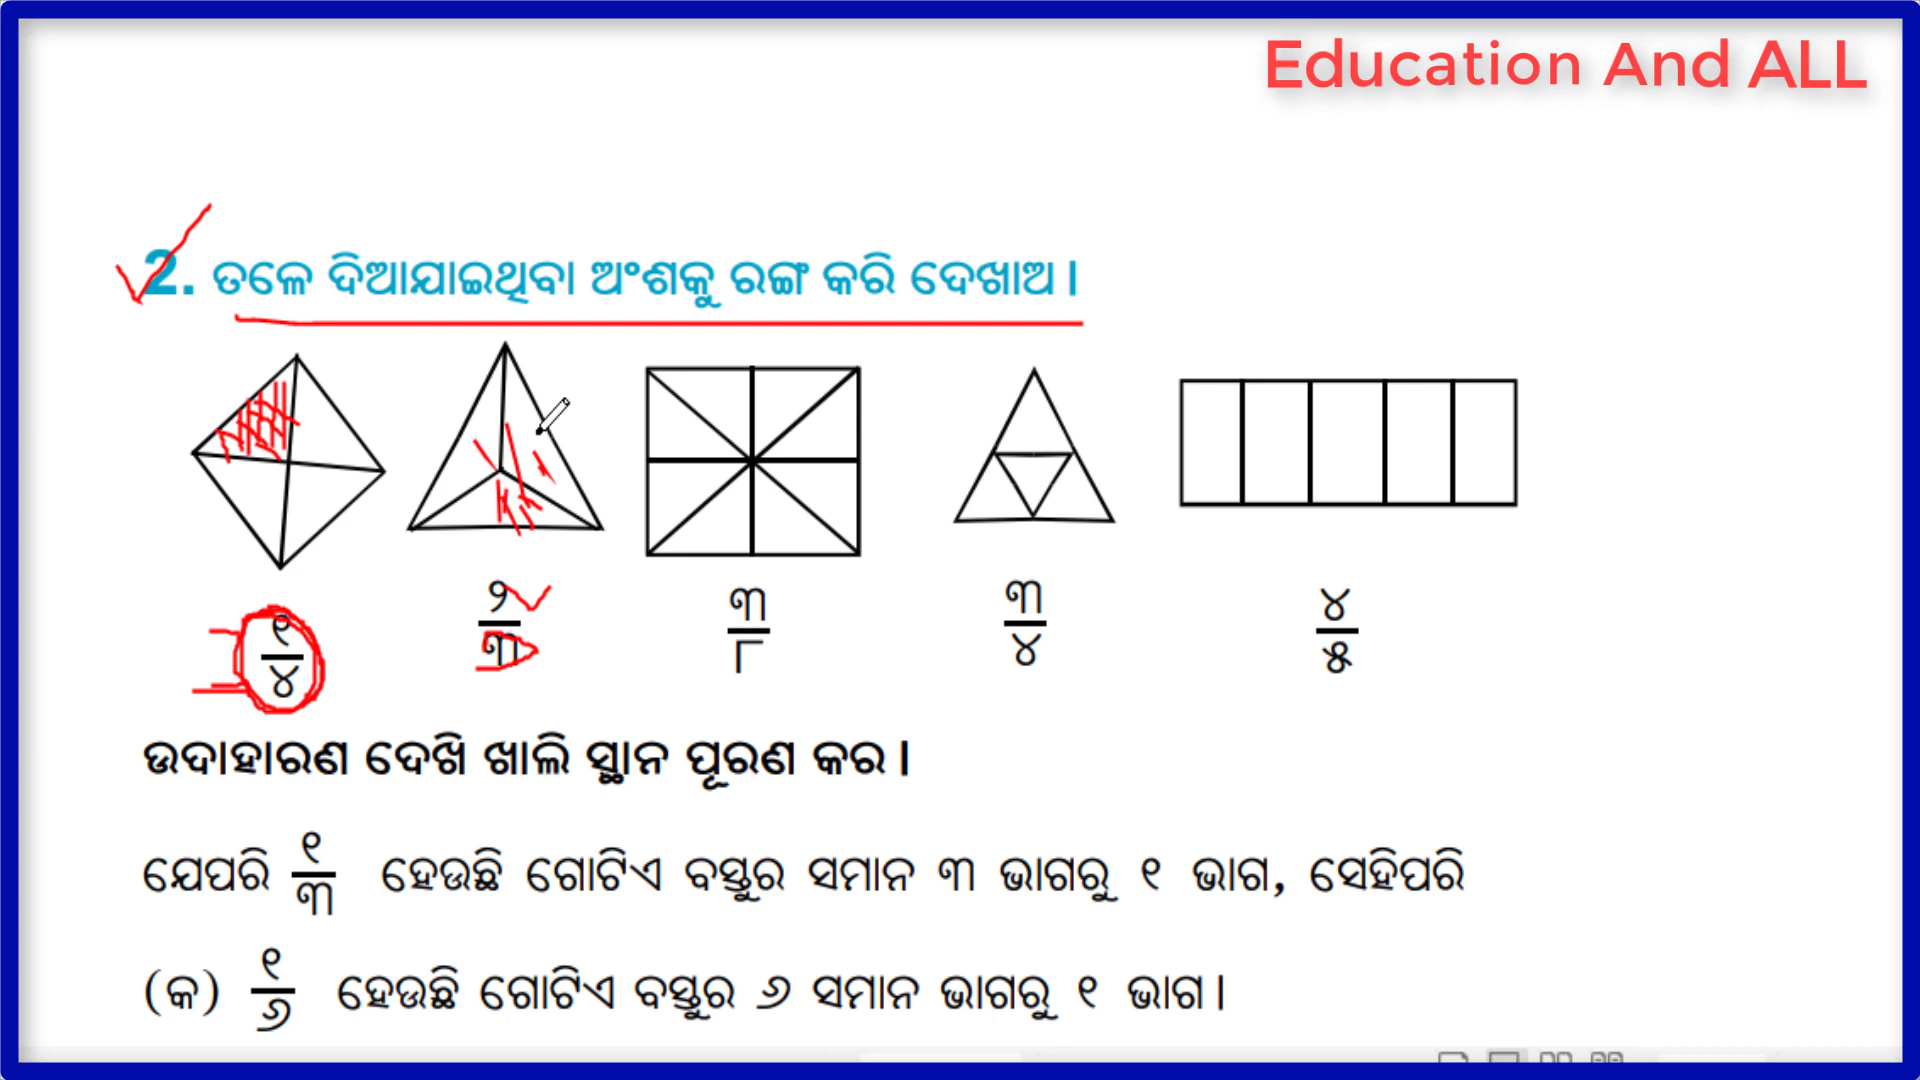 Education And ALL
2. ତଳେ ଦିଆଯାଇଥିବା ଅଂଶକୁ ରଙ୍ଗ କରି ଦେଖାଅ।
୧/୪ ୨/୩ ୩/୮ ୩/୪ ୪/୫
ଉଦାହାରଣ ଦେଖି ଖାଲି ସ୍ଥାନ ପୂରଣ କର।
ଯେପରି ୧/୩ ହେଉଛି ଗୋଟିଏ ବସ୍ତୁର ସମାନ ୩ ଭାଗରୁ ୧ ଭାଗ, ସେହିପରି
(କ) ୧/୬ ହେଉଛି ଗୋଟିଏ ବସ୍ତୁର ୬ ସମାନ ଭାଗରୁ ୧ ଭାଗ।